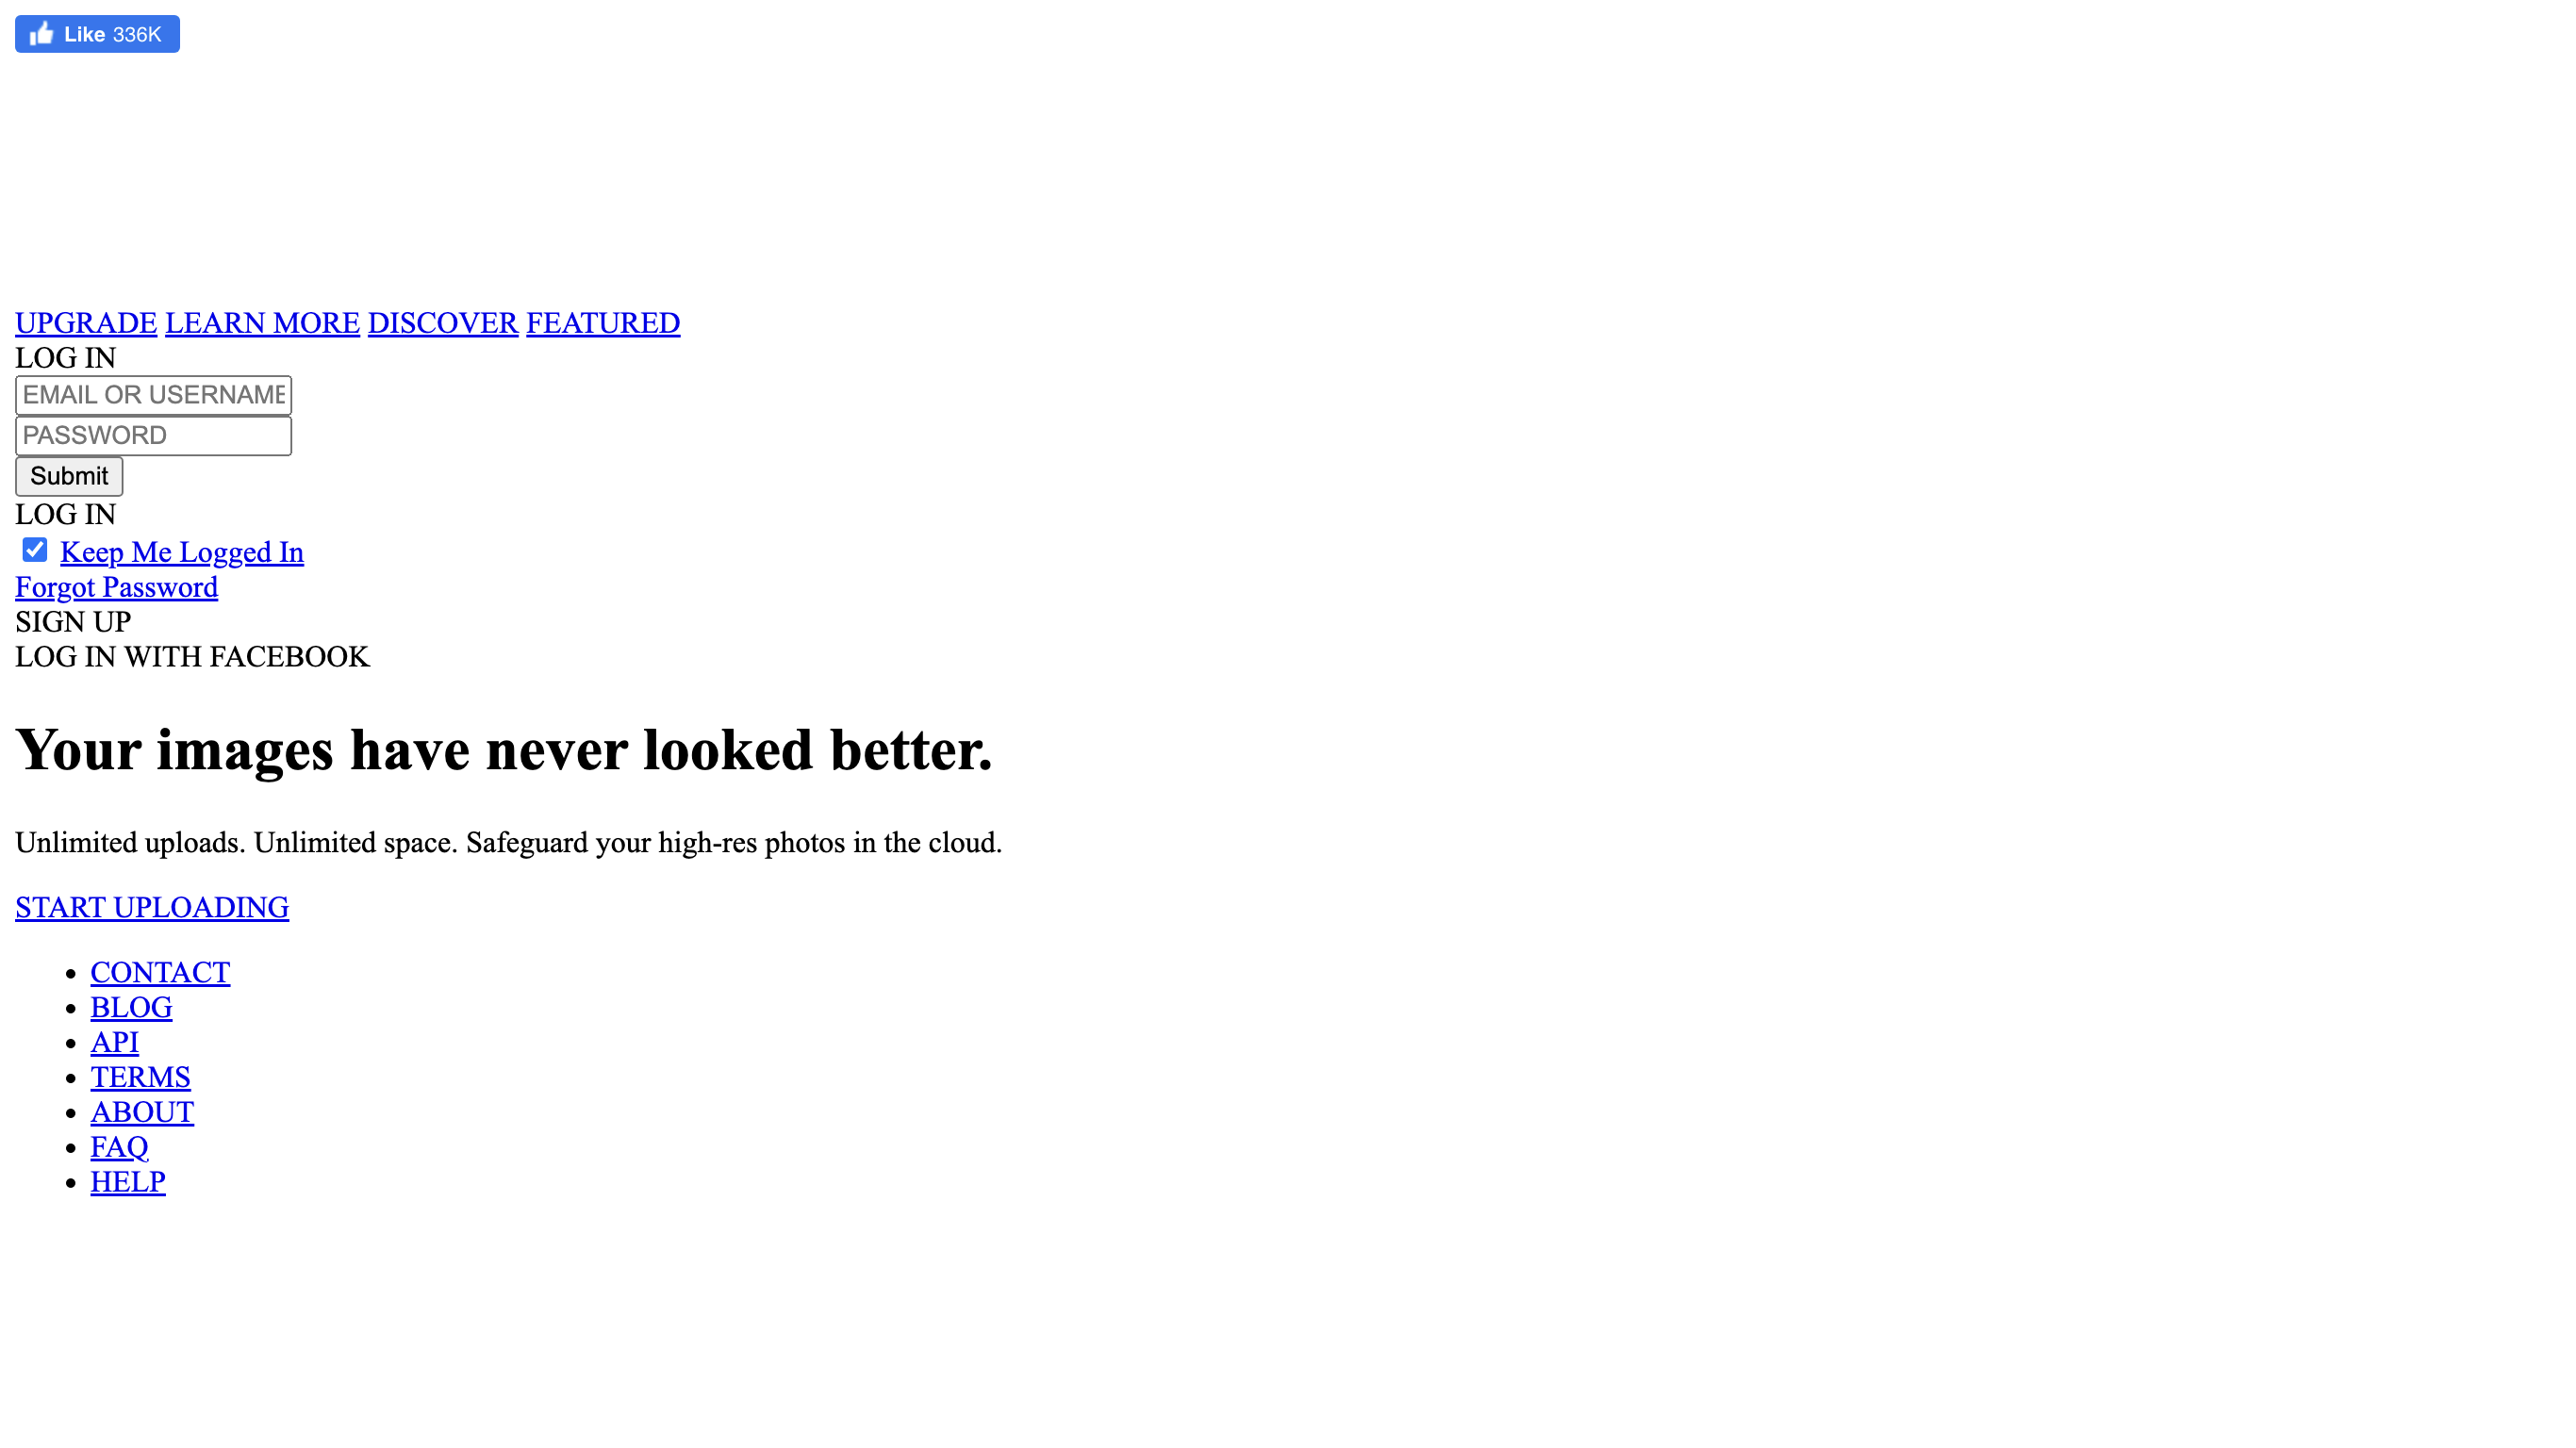 Like 336K
UPGRADE LEARN MORE DISCOVER FEATURED
LOG IN
EMAIL OR USERNAME
PASSWORD
Submit
LOG IN
Keep Me Logged In
Forgot Password
SIGN UP
LOG IN WITH FACEBOOK
Your images have never looked better.
Unlimited uploads. Unlimited space. Safeguard your high-res photos in the cloud.
START UPLOADING
CONTACT
BLOG
API
TERMS
ABOUT
FAQ
HELP